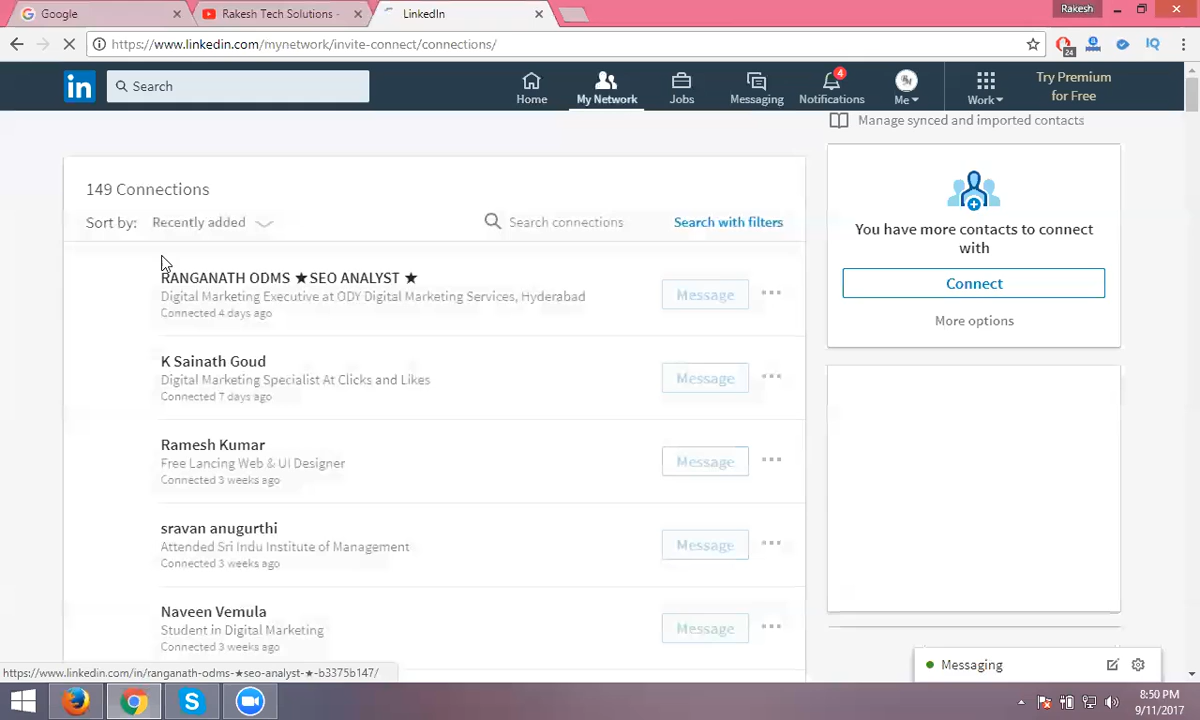 Google
Rakesh Tech Solutions -
LinkedIn
Rakesh
https://www.linkedin.com/mynetwork/invite-connect/connections/
24
IQ
in
Search
Home
My Network
Jobs
Messaging
4
Notifications
Me
Work
Try Premium
for Free
Manage synced and imported contacts
149 Connections
Sort by: Recently added
Search connections
Search with filters
RANGANATH ODMS ★SEO ANALYST ★
Digital Marketing Executive at ODY Digital Marketing Services, Hyderabad
Connected 4 days ago
Message
K Sainath Goud
Digital Marketing Specialist At Clicks and Likes
Connected 7 days ago
Message
Ramesh Kumar
Free Lancing Web & UI Designer
Connected 3 weeks ago
Message
sravan anugurthi
Attended Sri Indu Institute of Management
Connected 3 weeks ago
Message
Naveen Vemula
Student in Digital Marketing
Connected 3 weeks ago
Message
You have more contacts to connect
with
Connect
More options
Messaging
https://www.linkedin.com/in/ranganath-odms-★seo-analyst-★-b3375b147/
8:50 PM
9/11/2017